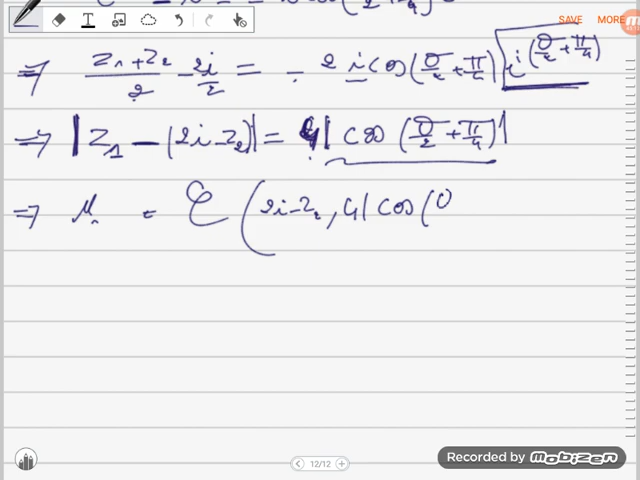 SAVE MORE
⇒ (Z₁ + Z₂)/2 - 2i/2 = - 2 i cos(θ/2 + π/4) i(θ/2 + π/4)
⇒ |Z₁ - (2i - Z₂)| = 4| cos (θ/2 + π/4)|
⇒ M₁ = C (2i - Z₂, 4| cos (θ
12/12
Recorded by Mobizen